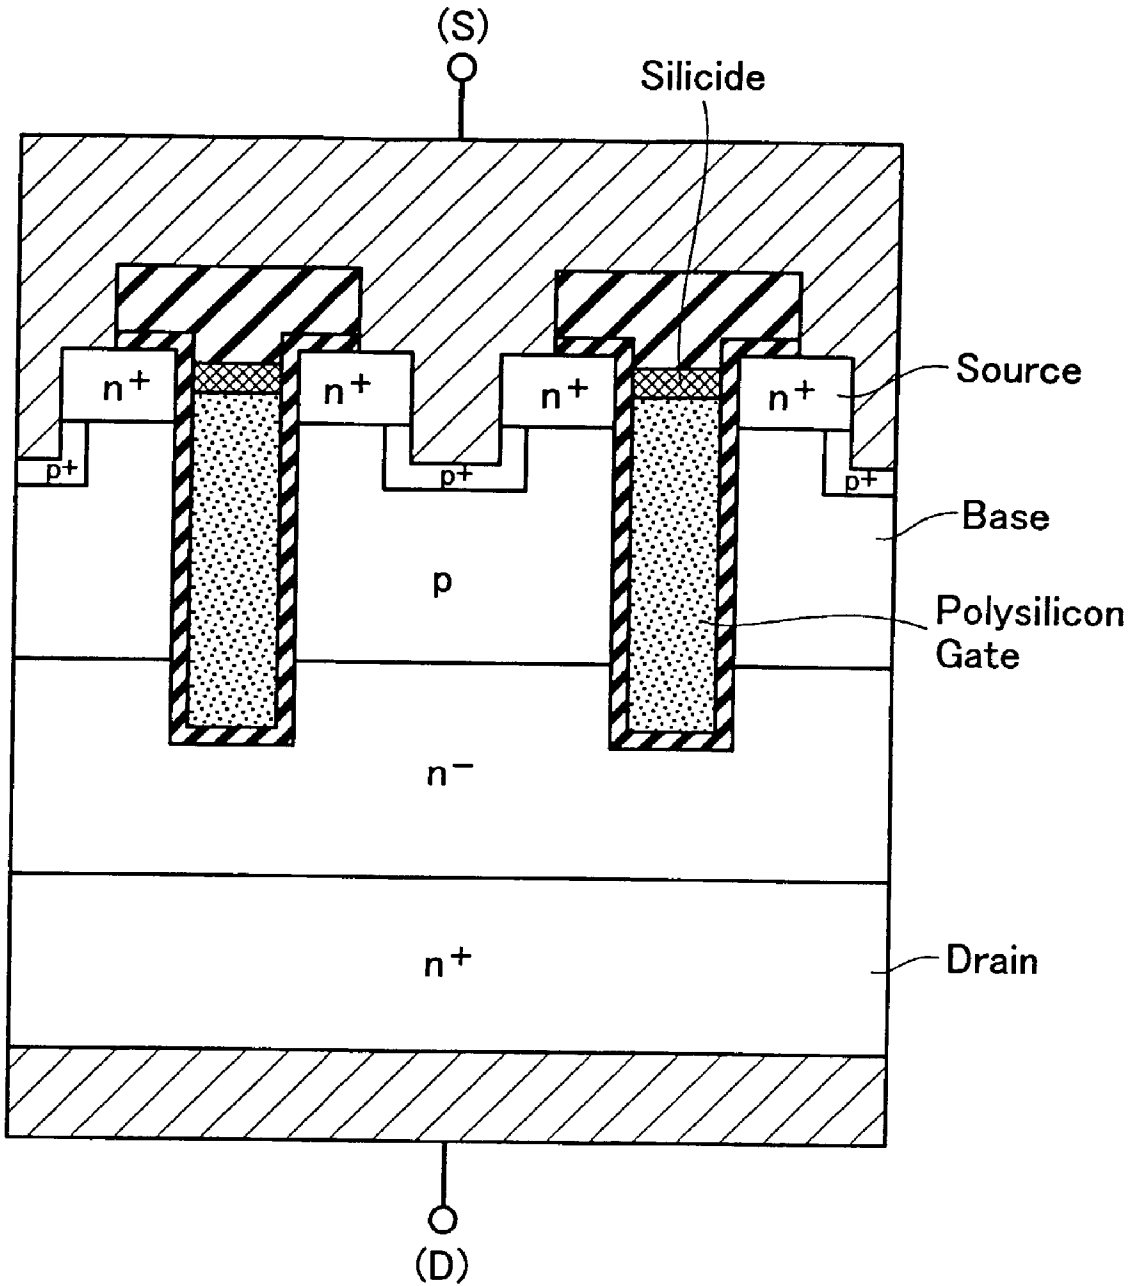 (S)
Silicide
n+
n+
n+
n+
Source
p+
p+
p+
Base
p
Polysilicon
Gate
n−
n+
Drain
(D)